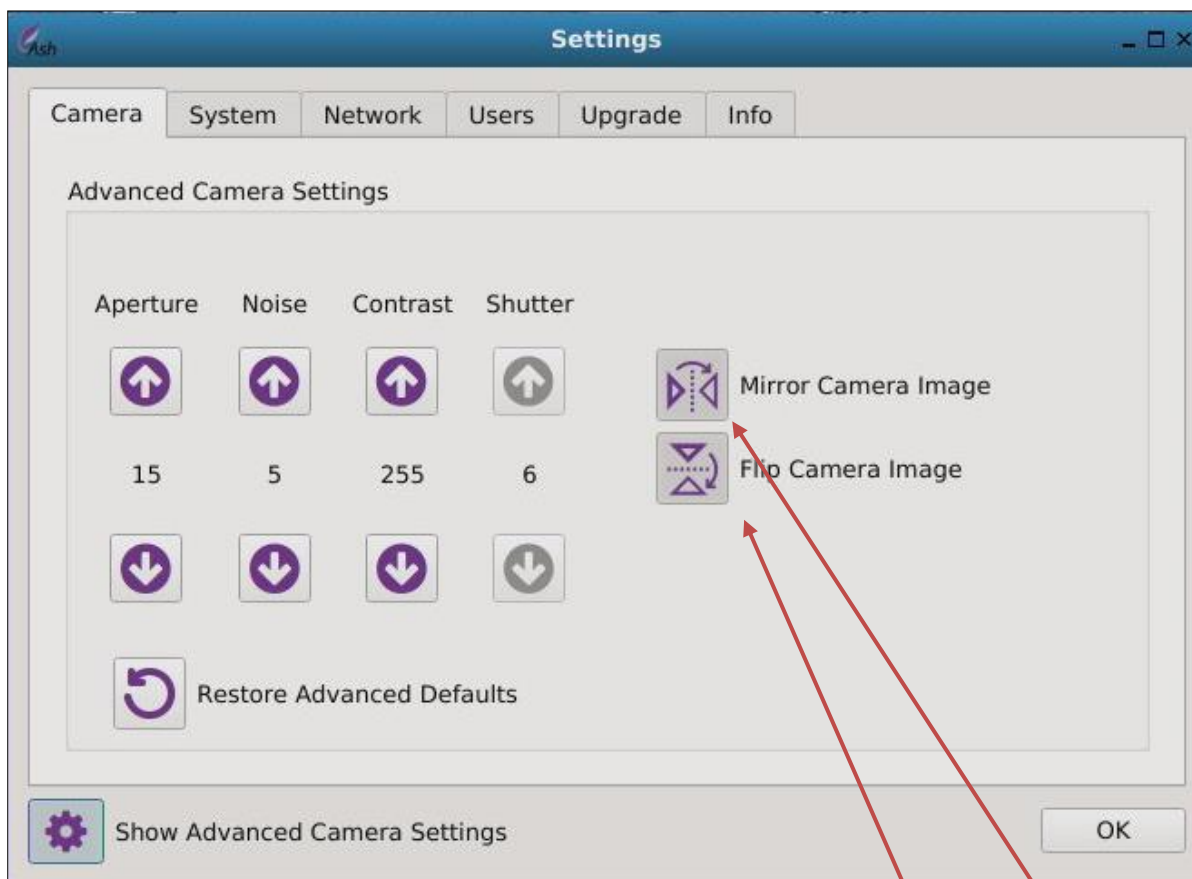 Ash
Settings
Camera System Network Users Upgrade Info
Advanced Camera Settings
Aperture Noise Contrast Shutter
Mirror Camera Image
15 5 255 6
Flip Camera Image
Restore Advanced Defaults
Show Advanced Camera Settings
OK